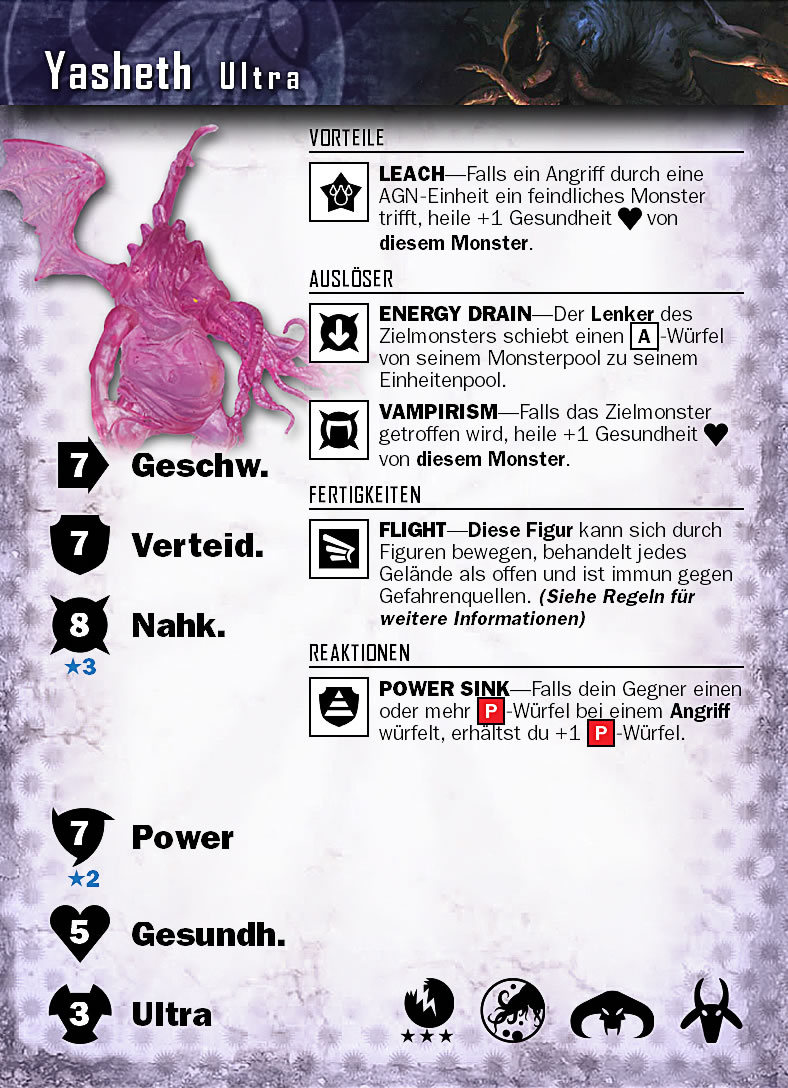 Yasheth Ultra
VORTEILE
LEACH—Falls ein Angriff durch eine
AGN-Einheit ein feindliches Monster
trifft, heile +1 Gesundheit ♥ von
diesem Monster.
AUSLÖSER
ENERGY DRAIN—Der Lenker des
Zielmonsters schiebt einen A-Würfel
von seinem Monsterpool zu seinem
Einheitenpool.
VAMPIRISM—Falls das Zielmonster
getroffen wird, heile +1 Gesundheit ♥
von diesem Monster.
FERTIGKEITEN
FLIGHT—Diese Figur kann sich durch
Figuren bewegen, behandelt jedes
Gelände als offen und ist immun gegen
Gefahrenquellen. (Siehe Regeln für
weitere Informationen)
REAKTIONEN
POWER SINK—Falls dein Gegner einen
oder mehr P-Würfel bei einem Angriff
würfelt, erhältst du +1 P-Würfel.
7 Geschw.
7 Verteid.
8 Nahk.
★3
7 Power
★2
5 Gesundh.
3 Ultra
★★★